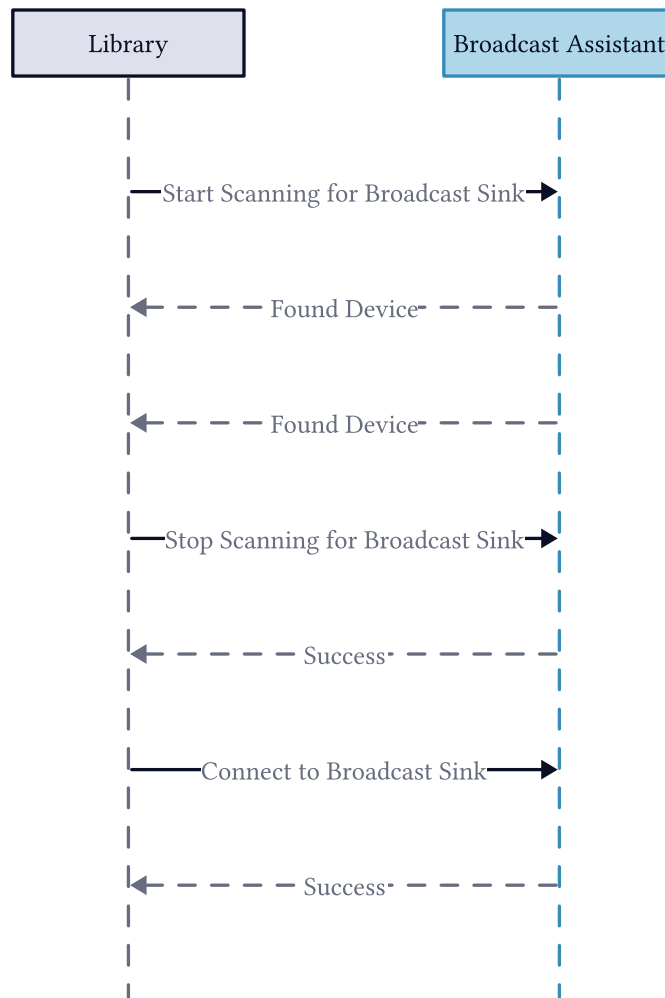 Library
Broadcast Assistant
Start Scanning for Broadcast Sink
Found Device
Found Device
Stop Scanning for Broadcast Sink
Success
Connect to Broadcast Sink
Success